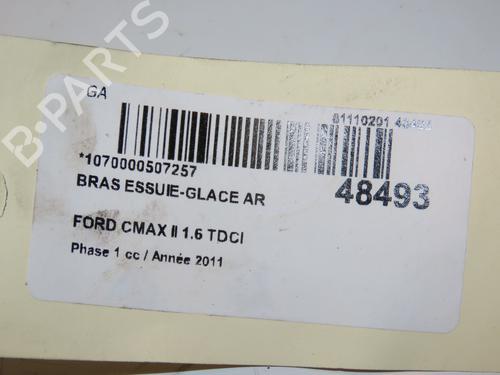 B-PARTS
GA
81110201
*1070000507257
BRAS ESSUIE-GLACE AR
48493
FORD CMAX II 1.6 TDCI
Phase 1 cc / Année 2011